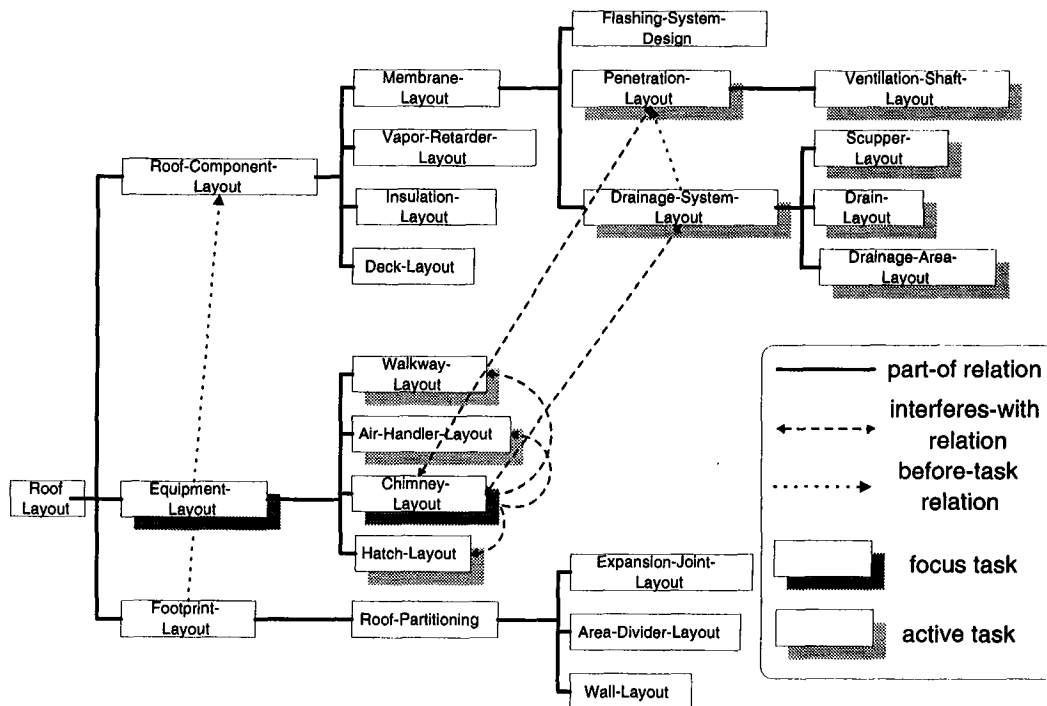 Flashing-System-
Design
Membrane-
Layout
Penetration-
Layout
Ventilation-Shaft-
Layout
Vapor-Retarder-
Layout
Scupper-
Layout
Roof-Component-
Layout
Insulation-
Layout
Drainage-System-
Layout
Drain-
Layout
Deck-Layout
Drainage-Area-
Layout
Walkway-
Layout
Air-Handler-Layout
Roof
Layout
Equipment-
Layout
Chimney-
Layout
Hatch-Layout
Footprint-
Layout
Roof-Partitioning
Expansion-Joint-
Layout
Area-Divider-Layout
Wall-Layout
part-of relation
interferes-with
relation
before-task
relation
focus task
active task